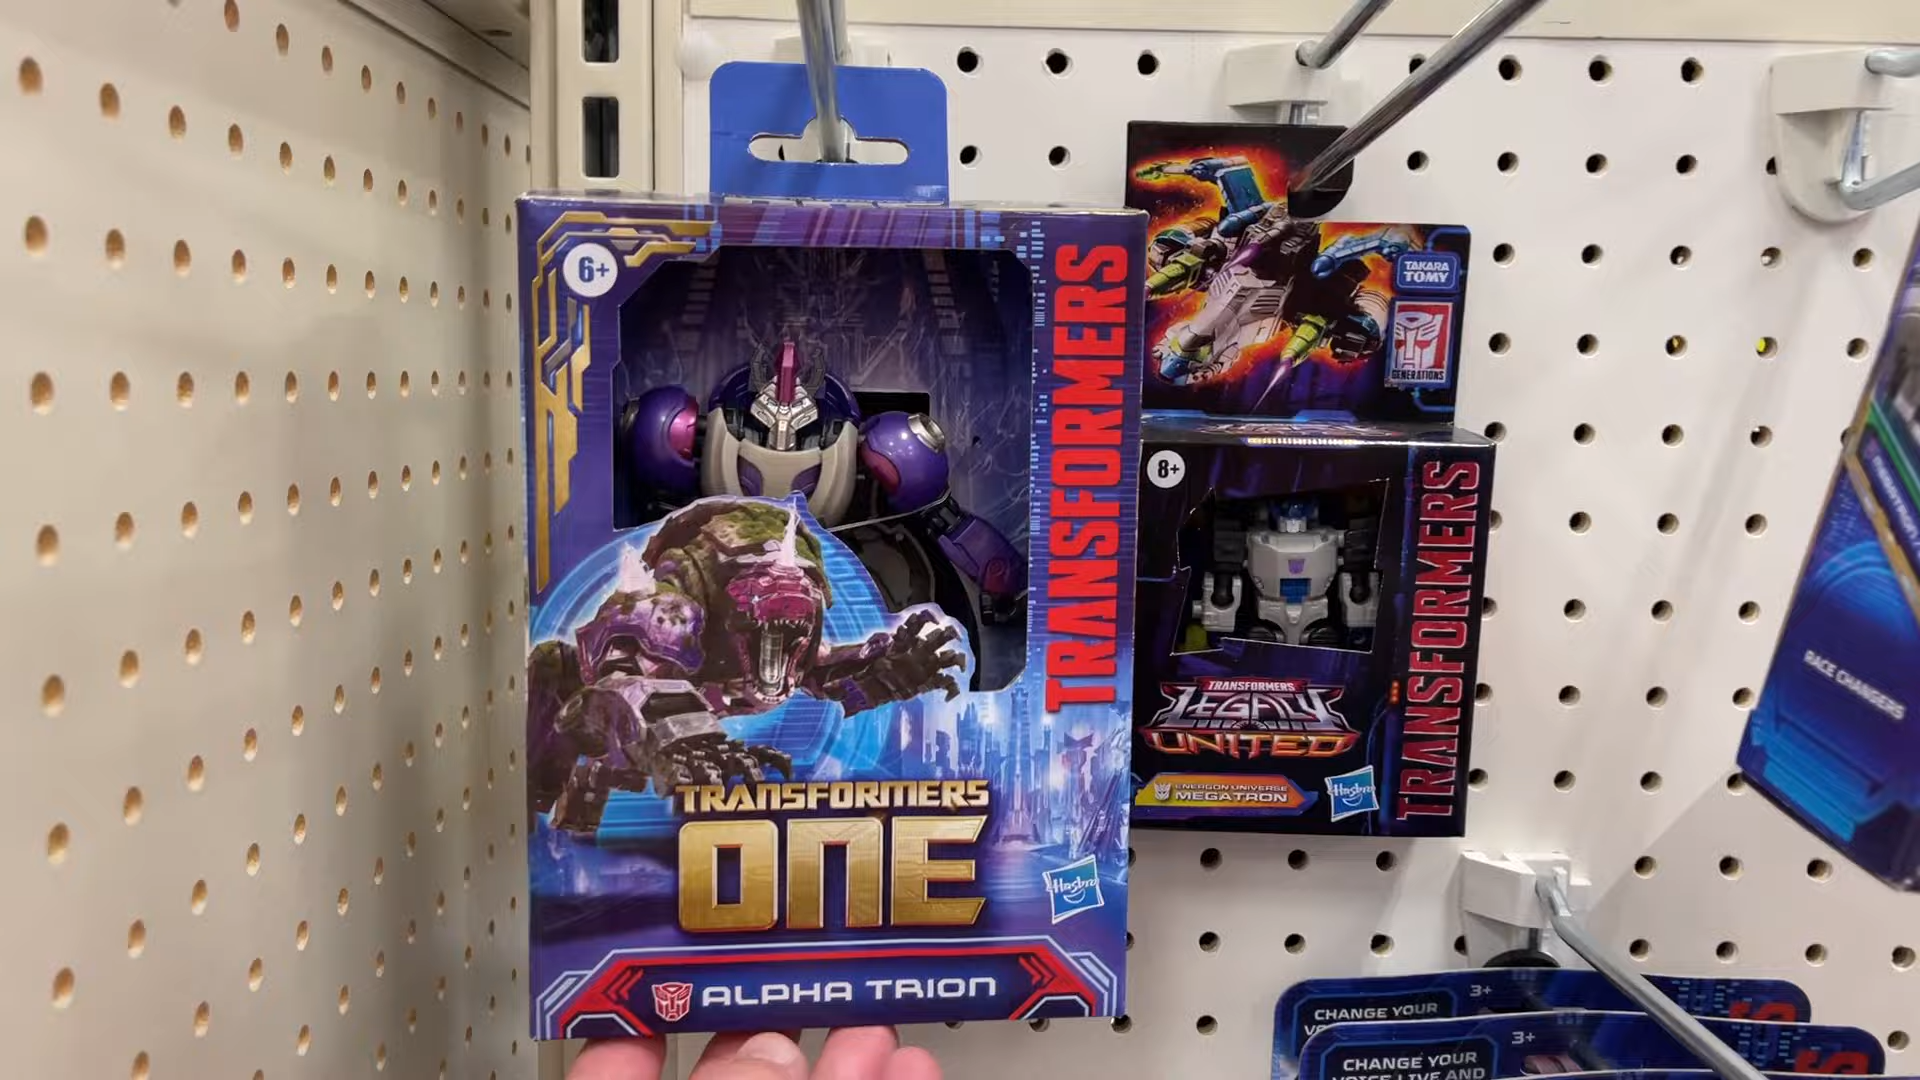 6+
TRANSFORMERS
TRANSFORMERS
ONE
Hasbro
ALPHA TRION
TAKARA
TOMY
GENERATIONS
8+
TRANSFORMERS
TRANSFORMERS
LEGACY
UNITED
ENERGON UNIVERSE
MEGATRON
Hasbro
RACE CHANGERS
3+
CHANGE YOUR
3+
CHANGE YOUR
VOICE LIVE AND